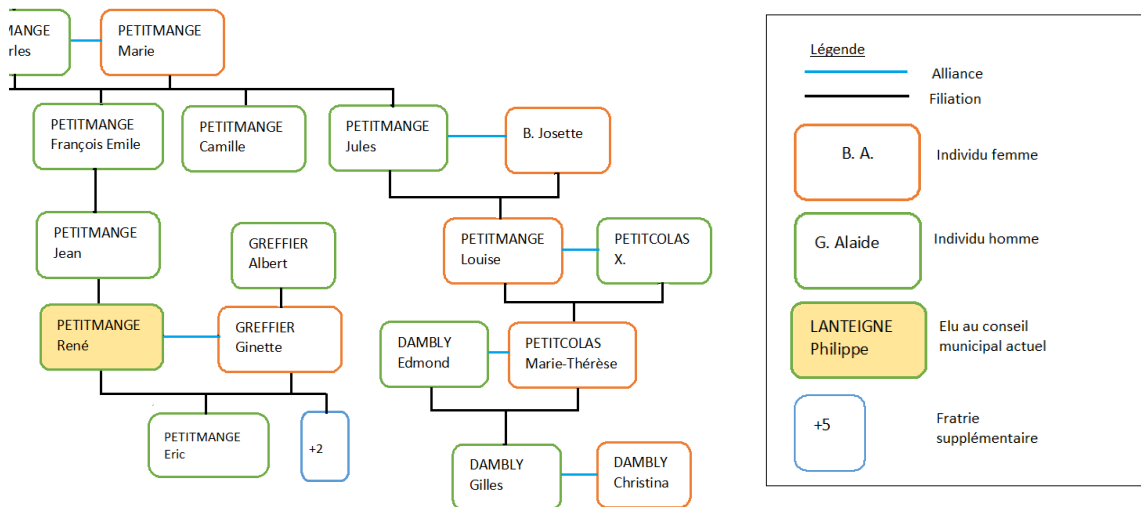 MANGE
rles
PETITMANGE
Marie
PETITMANGE
François Emile
PETITMANGE
Camille
PETITMANGE
Jules
B. Josette
PETITMANGE
Jean
GREFFIER
Albert
PETITMANGE
Louise
PETITCOLAS
X.
PETITMANGE
René
GREFFIER
Ginette
DAMBLY
Edmond
PETITCOLAS
Marie-Thérèse
PETITMANGE
Eric
+2
DAMBLY
Gilles
DAMBLY
Christina
Légende
Alliance
Filiation
B. A.
Individu femme
G. Alaide
Individu homme
LANTEIGNE
Philippe
Elu au conseil
municipal actuel
+5
Fratrie
supplémentaire